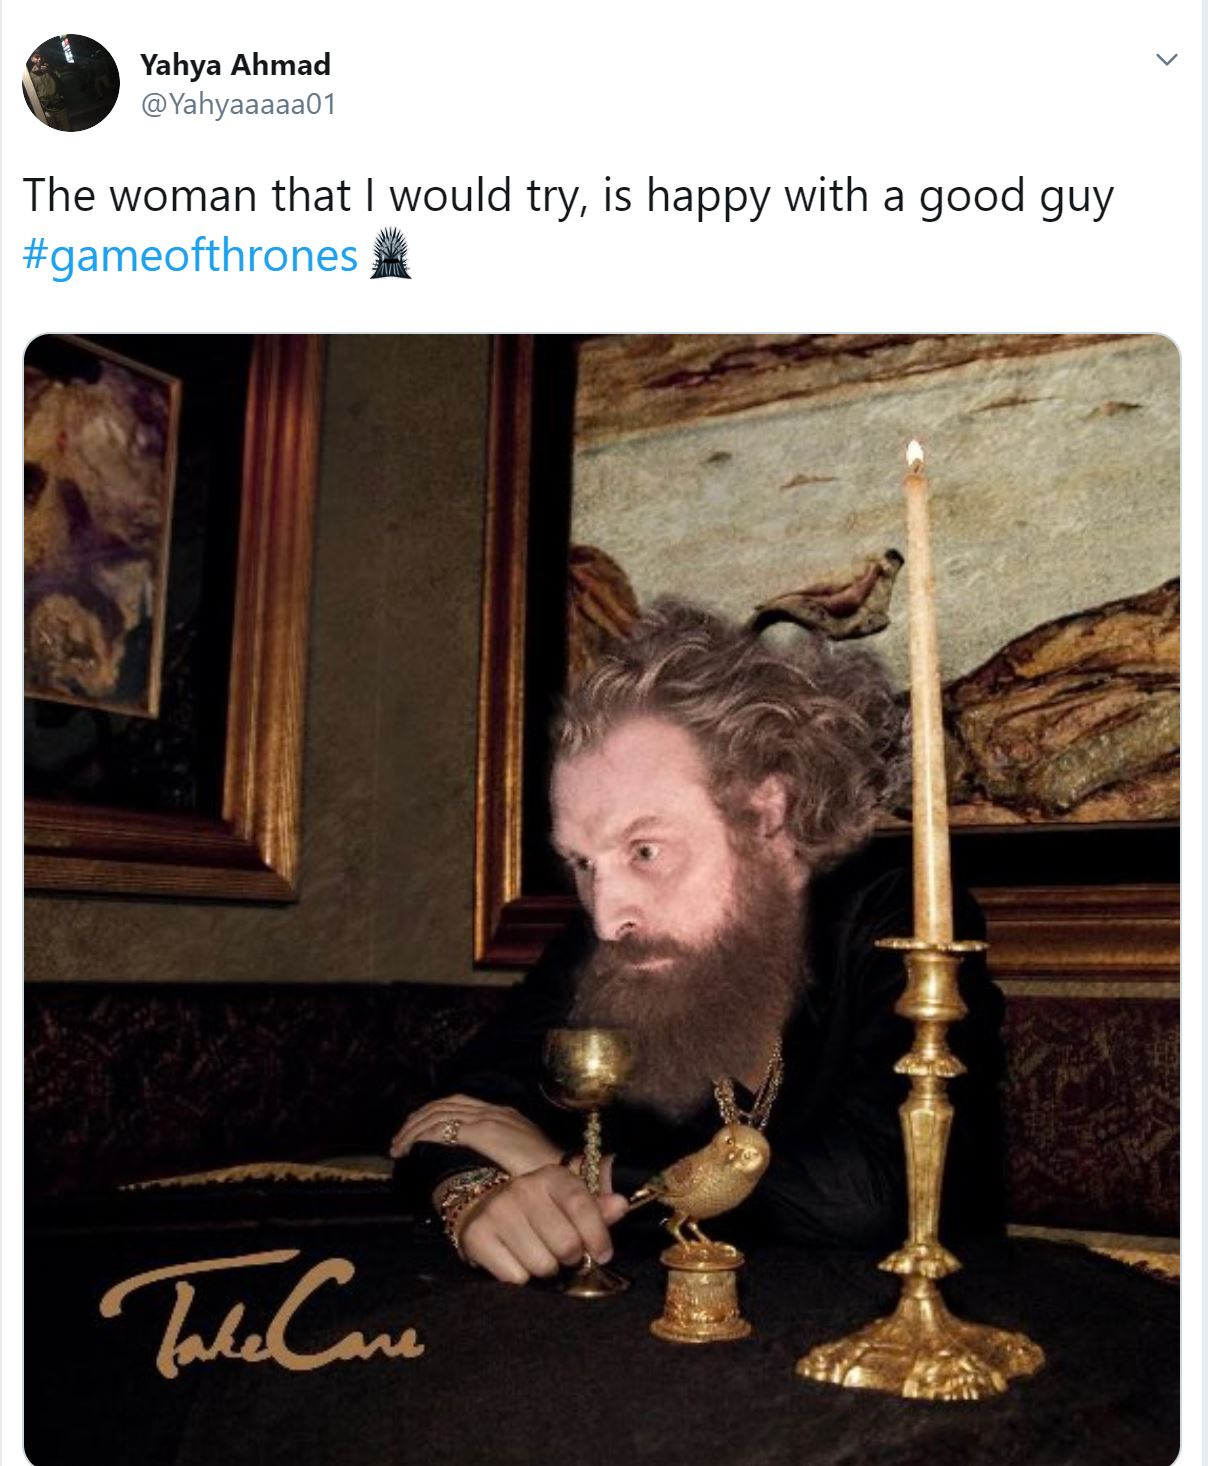 Yahya Ahmad
@Yahyaaaaa01
The woman that I would try, is happy with a good guy
#gameofthrones
TakeCare